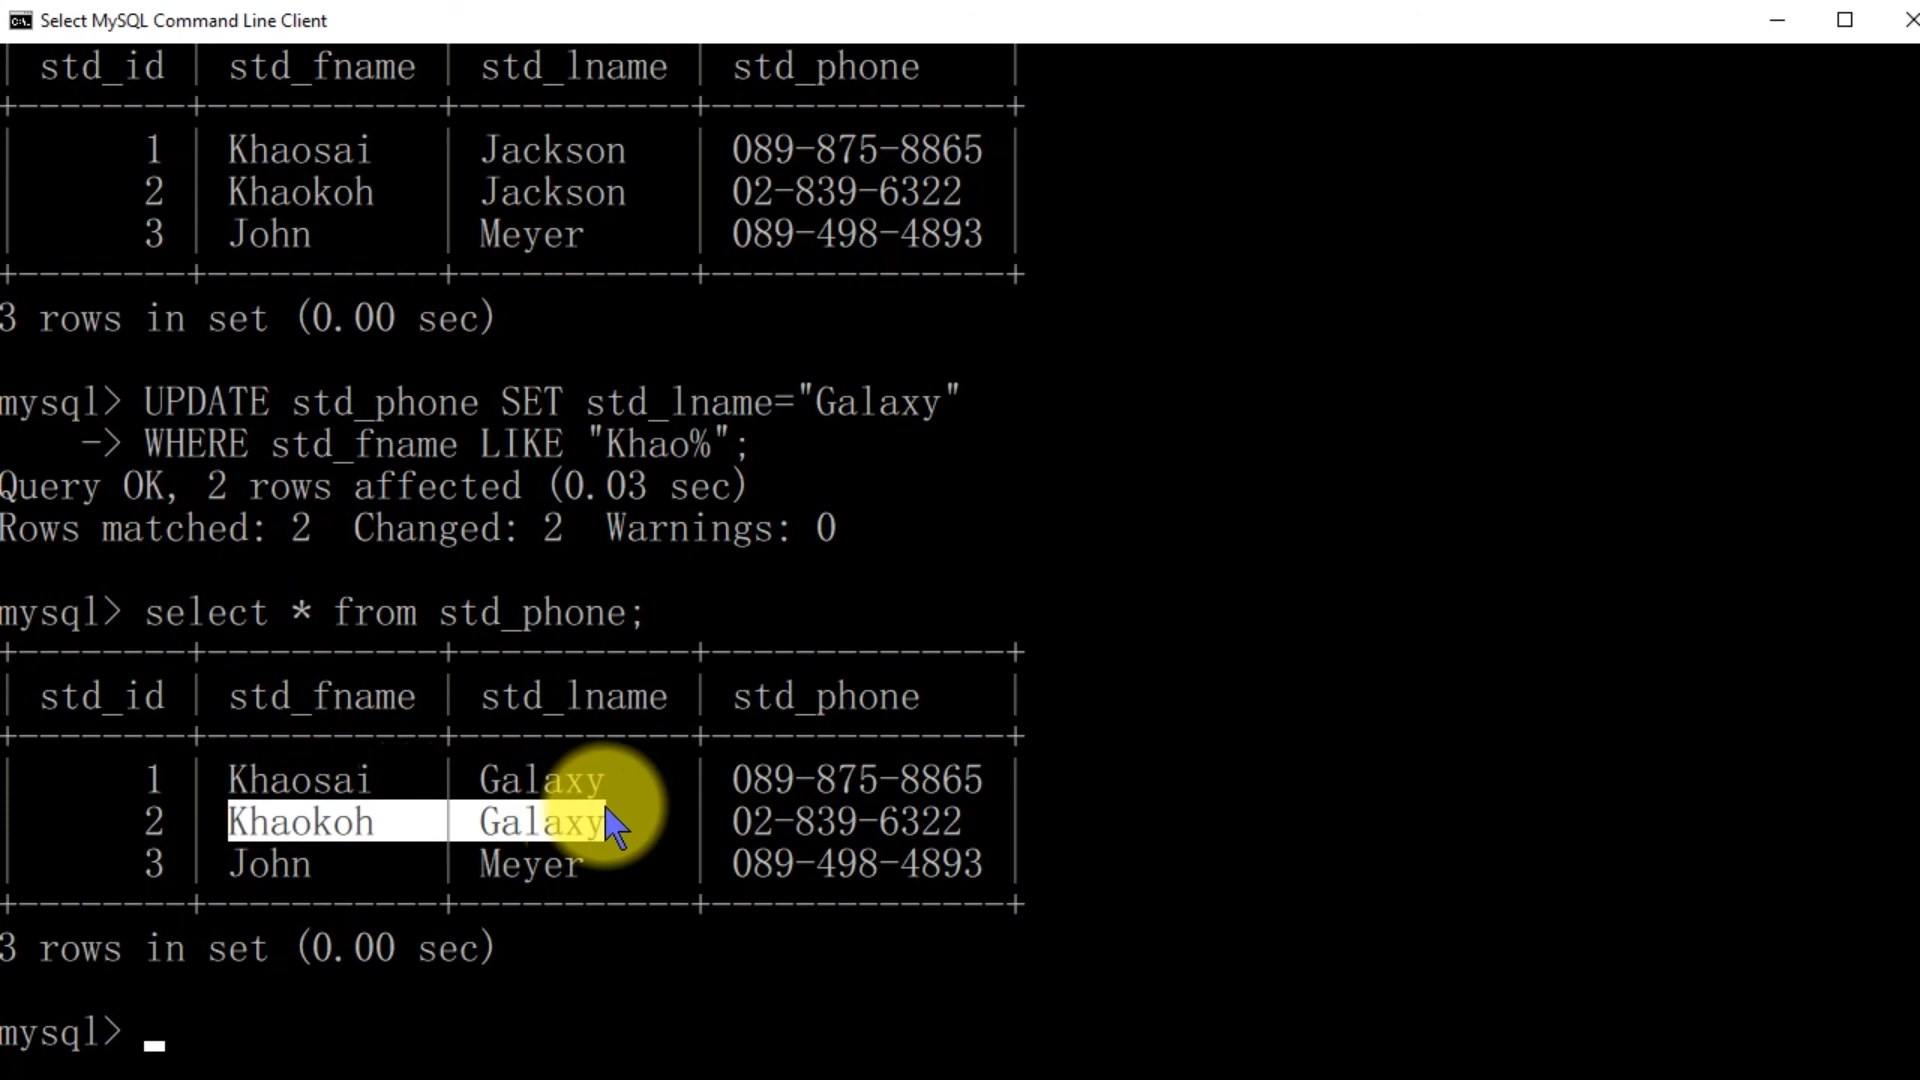 Select MySQL Command Line Client
| std_id | std_fname | std_lname | std_phone |
+--------+-----------+-----------+--------------+
| 1 | Khaosai | Jackson | 089-875-8865 |
| 2 | Khaokoh | Jackson | 02-839-6322 |
| 3 | John | Meyer | 089-498-4893 |
+--------+-----------+-----------+--------------+
3 rows in set (0.00 sec)
mysql> UPDATE std_phone SET std_lname="Galaxy"
-> WHERE std_fname LIKE "Khao%";
Query OK, 2 rows affected (0.03 sec)
Rows matched: 2 Changed: 2 Warnings: 0
mysql> select * from std_phone;
+--------+-----------+-----------+--------------+
| std_id | std_fname | std_lname | std_phone |
+--------+-----------+-----------+--------------+
| 1 | Khaosai | Galaxy | 089-875-8865 |
| 2 | Khaokoh | Galaxy | 02-839-6322 |
| 3 | John | Meyer | 089-498-4893 |
+--------+-----------+-----------+--------------+
3 rows in set (0.00 sec)
mysql>